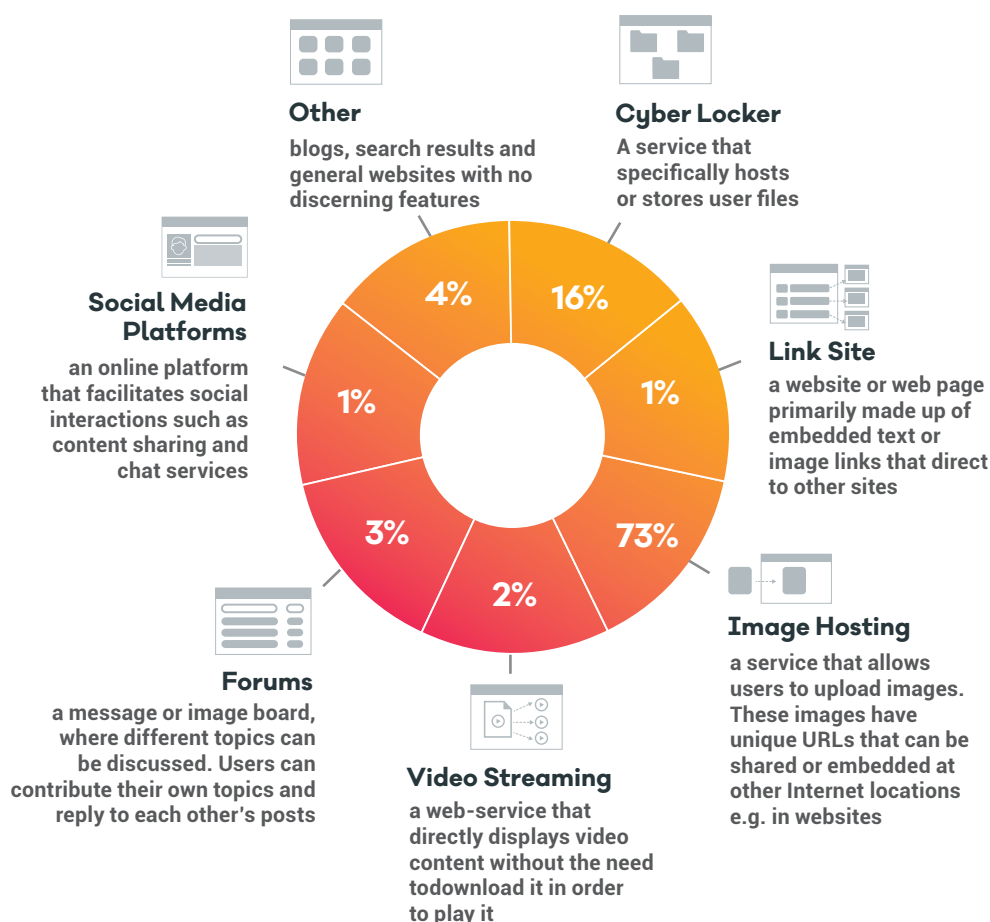 Other
blogs, search results and
general websites with no
discerning features
Cyber Locker
A service that
specifically hosts
or stores user files
Social Media
Platforms
an online platform
that facilitates social
interactions such as
content sharing and
chat services
4%
16%
1%
1%
Link Site
a website or web page
primarily made up of
embedded text or
image links that direct
to other sites
3%
2%
73%
Forums
a message or image board,
where different topics can
be discussed. Users can
contribute their own topics and
reply to each other's posts
Video Streaming
a web-service that
directly displays video
content without the need
todownload it in order
to play it
Image Hosting
a service that allows
users to upload images.
These images have
unique URLs that can be
shared or embedded at
other Internet locations
e.g. in websites